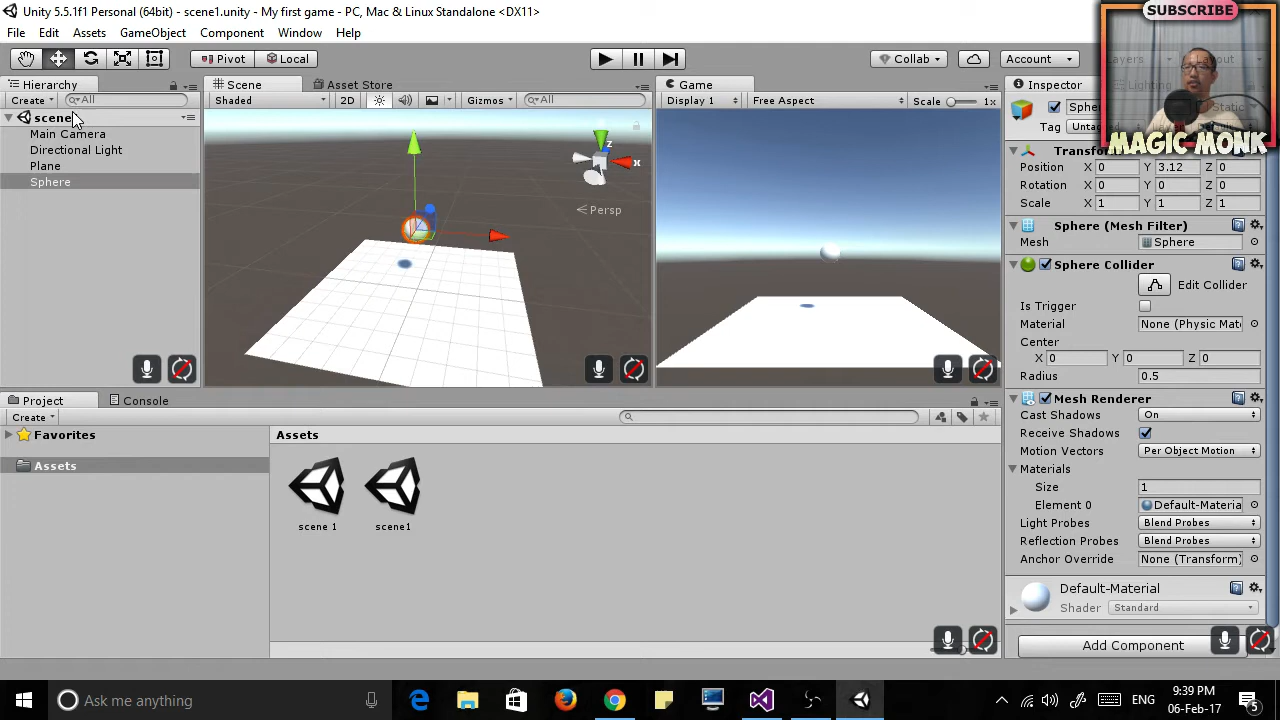 Unity 5.5.1f1 Personal (64bit) - scene1.unity - My first game - PC, Mac & Linux Standalone <DX11>
SUBSCRIBE
File Edit Assets GameObject Component Window Help
Pivot Local
Collab Account Layers Layout
Hierarchy
Scene Asset Store
Game
Inspector Lighting
Create All
Shaded 2D Gizmos All
Display 1 Free Aspect Scale 1x
Static
Tag
MAGIC MONK
scene
Main Camera
Directional Light
Plane
Sphere
z
x
Persp
Position X 0 Y 3.12 Z 0
Rotation X 0 Y 0 Z 0
Scale X 1 Y 1 Z 1
Sphere (Mesh Filter)
Mesh Sphere
Sphere Collider
Edit Collider
Is Trigger
Material None (Physic Mat
Center
X 0 Y 0 Z 0
Radius 0.5
Mesh Renderer
Cast Shadows On
Receive Shadows
Motion Vectors Per Object Motion
Materials
Size 1
Element 0 Default-Materia
Light Probes Blend Probes
Reflection Probes Blend Probes
Anchor Override None (Transform)
Default-Material
Shader Standard
Add Component
Project Console
Create
Favorites
Assets
Assets
scene 1 scene1
Ask me anything
ENG
9:39 PM
06-Feb-17
5